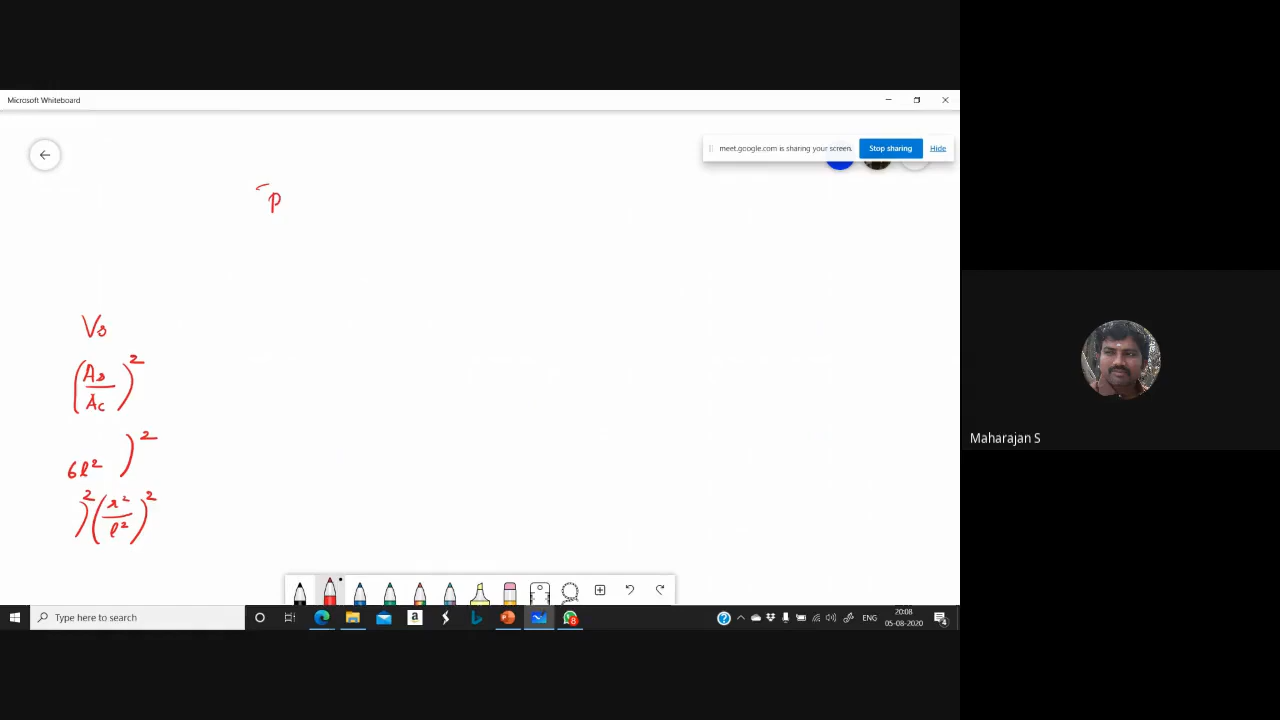 Microsoft Whiteboard
meet.google.com is sharing your screen. Stop sharing Hide
p
Vs
(As/Ac)²
6l² )²
)² (r²/l²)²
Maharajan S
Type here to search
ENG
20:08
05-08-2020